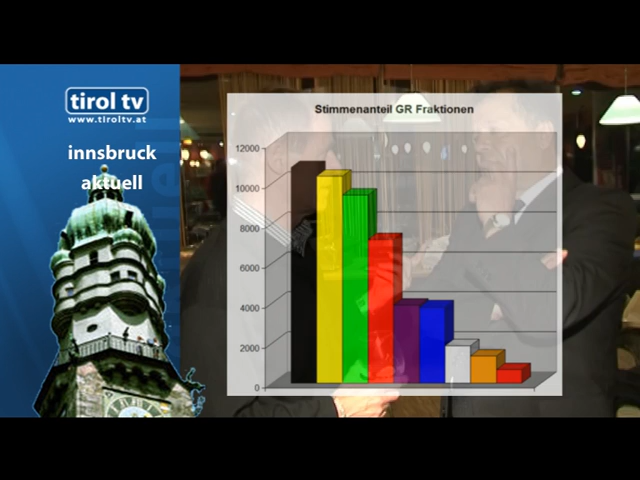 tirol tv
www.tiroltv.at
innsbruck
aktuell
Stimmenanteil GR Fraktionen
12000
10000
8000
6000
4000
2000
0